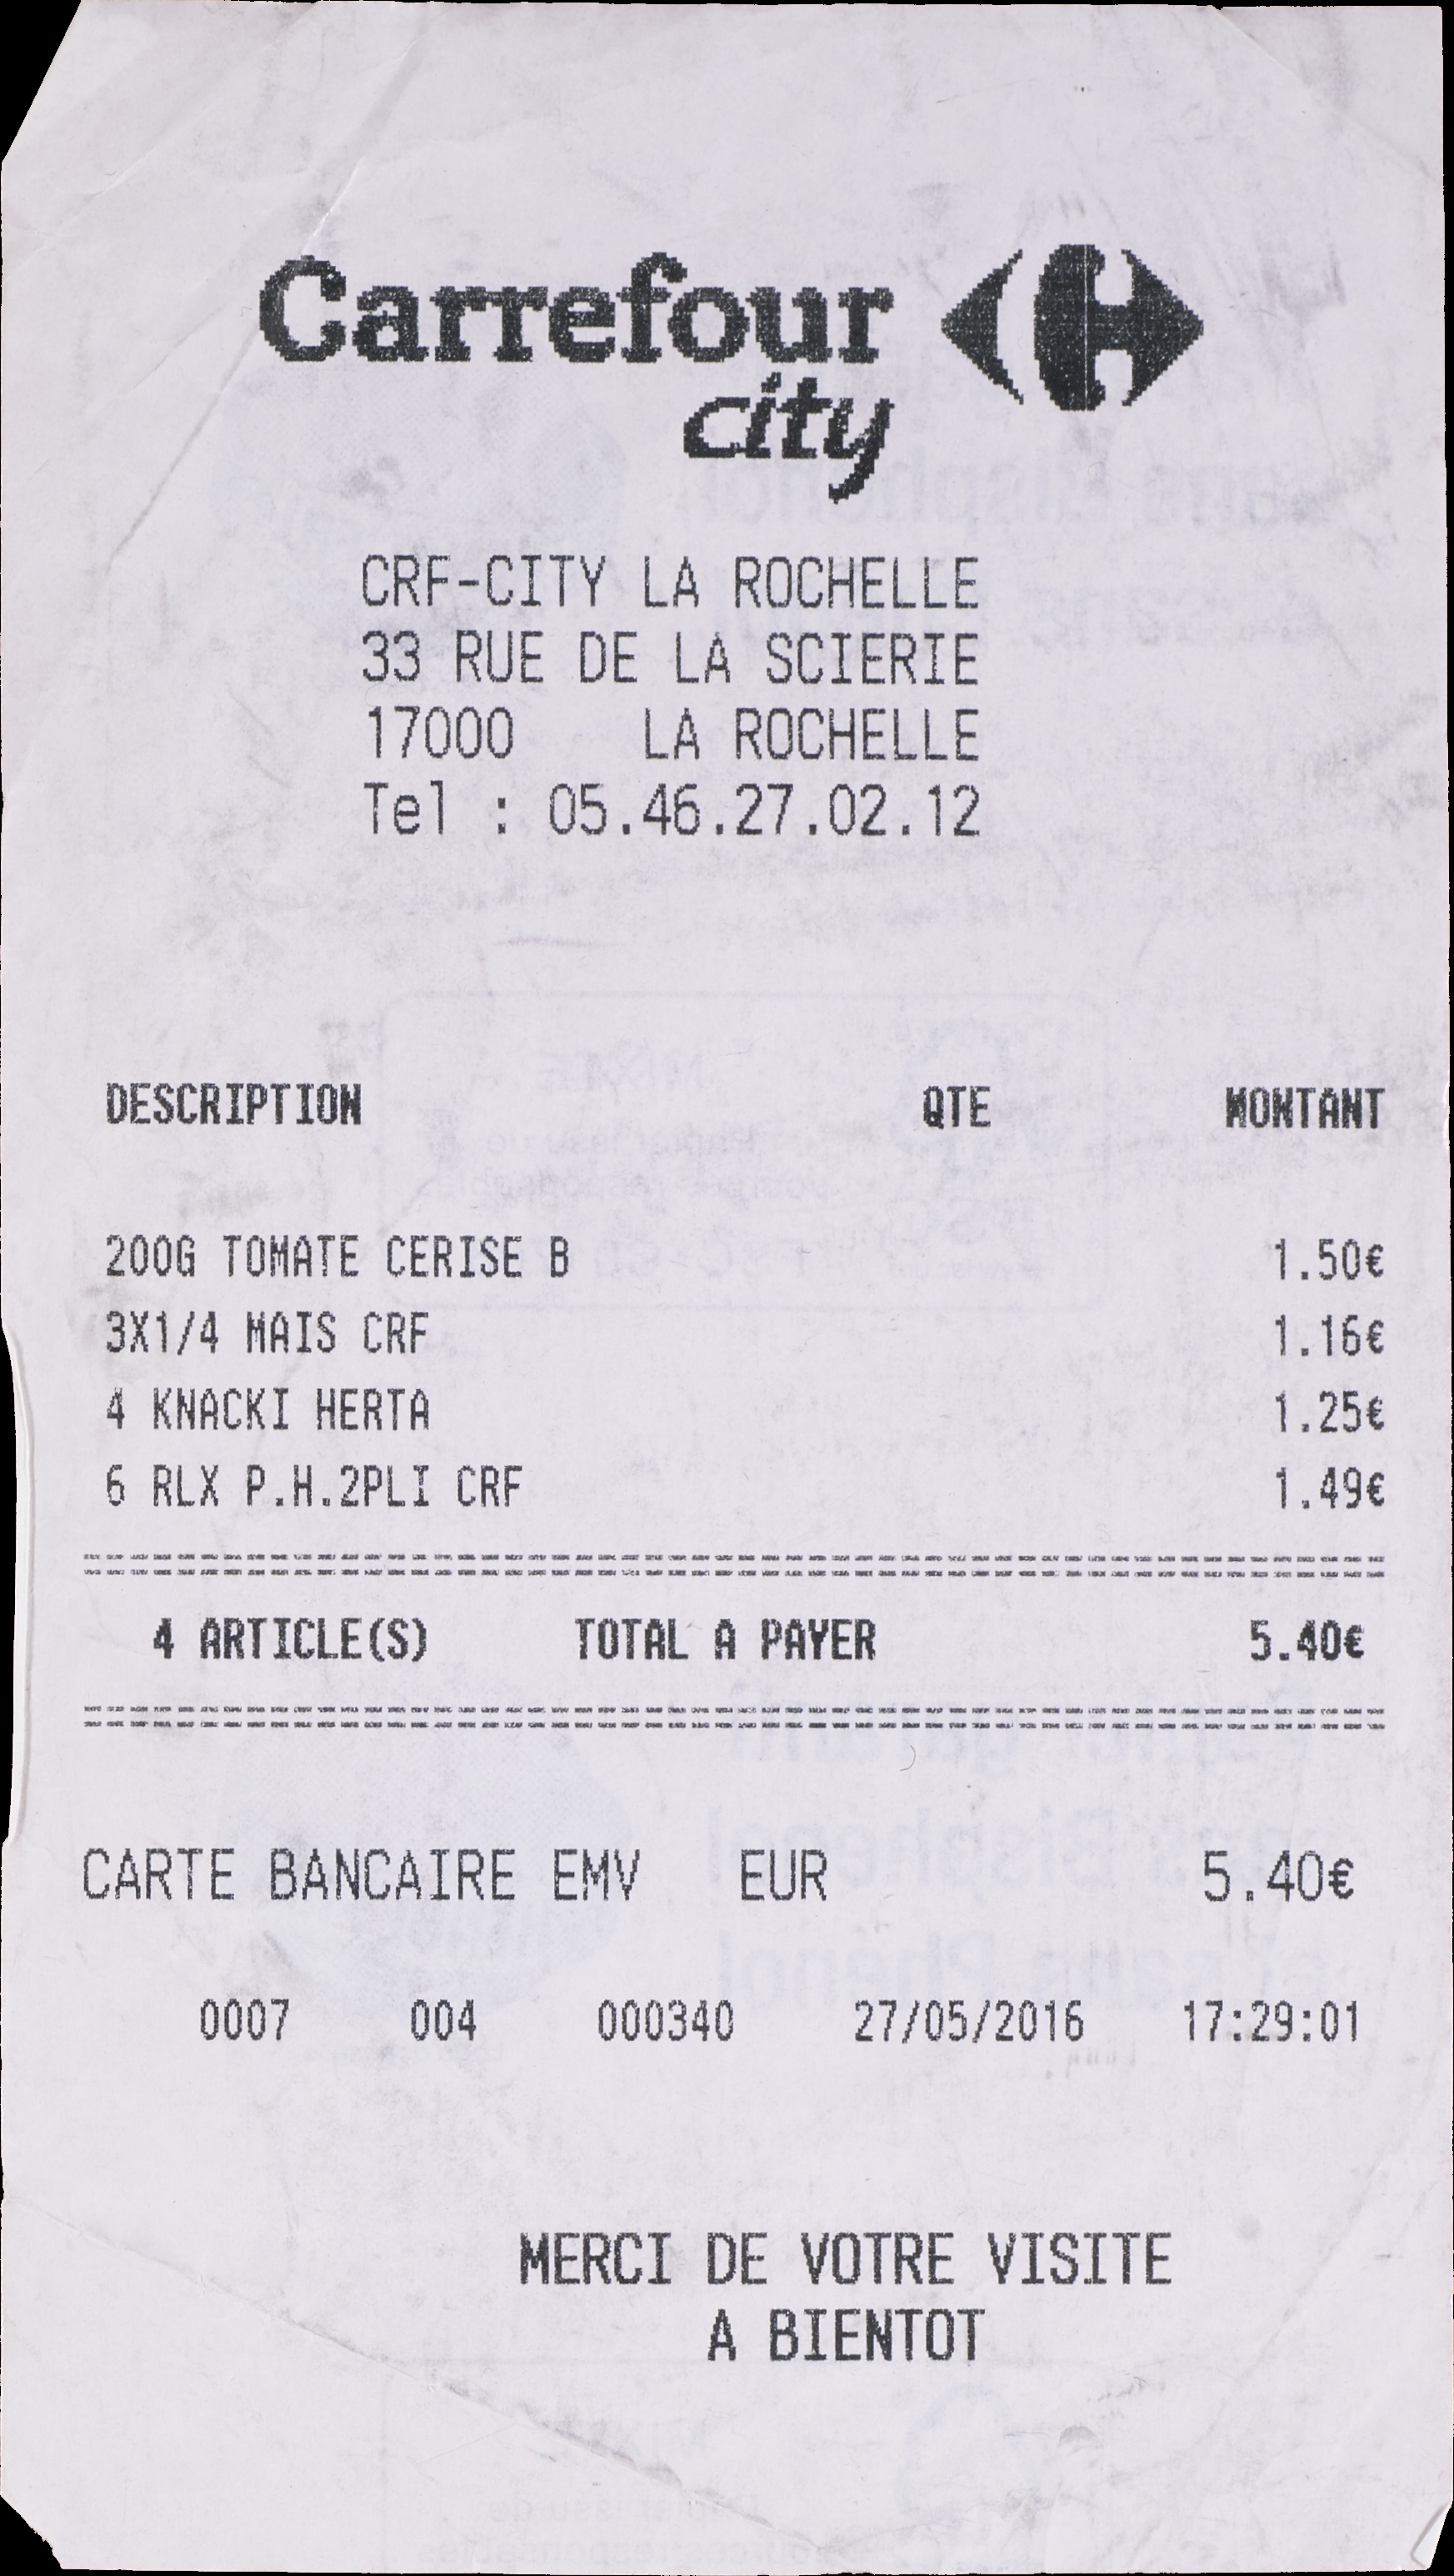 Carrefour
city
CRF-CITY LA ROCHELLE
33 RUE DE LA SCIERIE
17000 LA ROCHELLE
Tel : 05.46.27.02.12
DESCRIPTION QTE MONTANT
200G TOMATE CERISE B 1.50€
3X1/4 MAIS CRF 1.16€
4 KNACKI HERTA 1.25€
6 RLX P.H.2PLI CRF 1.49€
4 ARTICLE(S) TOTAL A PAYER 5.40€
CARTE BANCAIRE EMV EUR 5.40€
0007 004 000340 27/05/2016 17:29:01
MERCI DE VOTRE VISITE
A BIENTOT